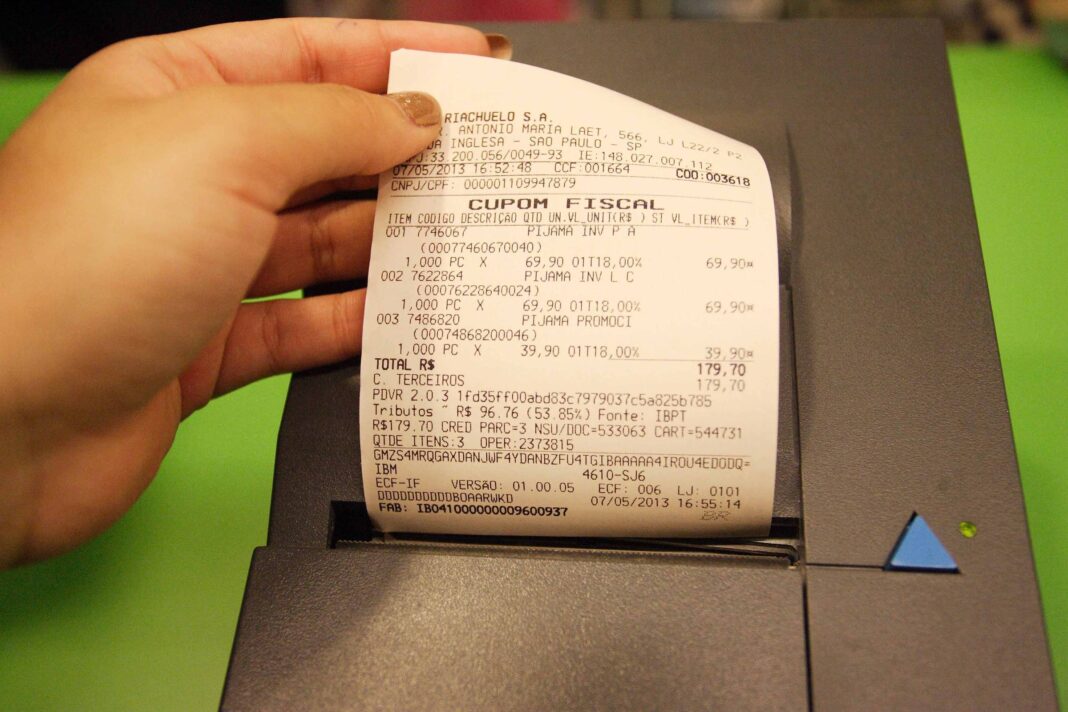 RIACHUELO S.A.
R. ANTONIO MARIA LAET, 566, LJ L22/2 P2
INGLESA - SAO PAULO - SP
:33.200.056/0049-93 IE:148.027.007.112
07/05/2013 16:52:48 CCF:001664 COO:003618
CNPJ/CPF: 000001109947879
CUPOM FISCAL
ITEM CODIGO DESCRIÇÃO QTD UN.VL_UNIT(R$ ) ST VL_ITEM(R$ )
001 7746067 PIJAMA INV P A
(00077460670040)
1,000 PC X 69,90 01T18,00% 69,90¤
002 7622864 PIJAMA INV L C
(00076228640024)
1,000 PC X 69,90 01T18,00% 69,90¤
003 7486820 PIJAMA PROMOCI
(00074868200046)
1,000 PC X 39,90 01T18,00% 39,90¤
TOTAL R$ 179,70
C. TERCEIROS 179,70
PDVR 2.0.3 1fd35ff00abd83c7979037c5a825b785
Tributos ~ R$ 96.76 (53.85%) Fonte: IBPT
R$179.70 CRED PARC=3 NSU/DOC=533063 CART=544731
QTDE ITENS:3 OPER:2373815
GMZS4MRQGAXDANJWF4YDANBZFU4TGIBAAAAA4IROU4EDODQ=
IBM 4610-SJ6
ECF-IF VERSÃO: 01.00.05 ECF: 006 LJ: 0101
DDDDDDDDDDBOAARWKD 07/05/2013 16:55:14
FAB: IB041000000009600937 BR